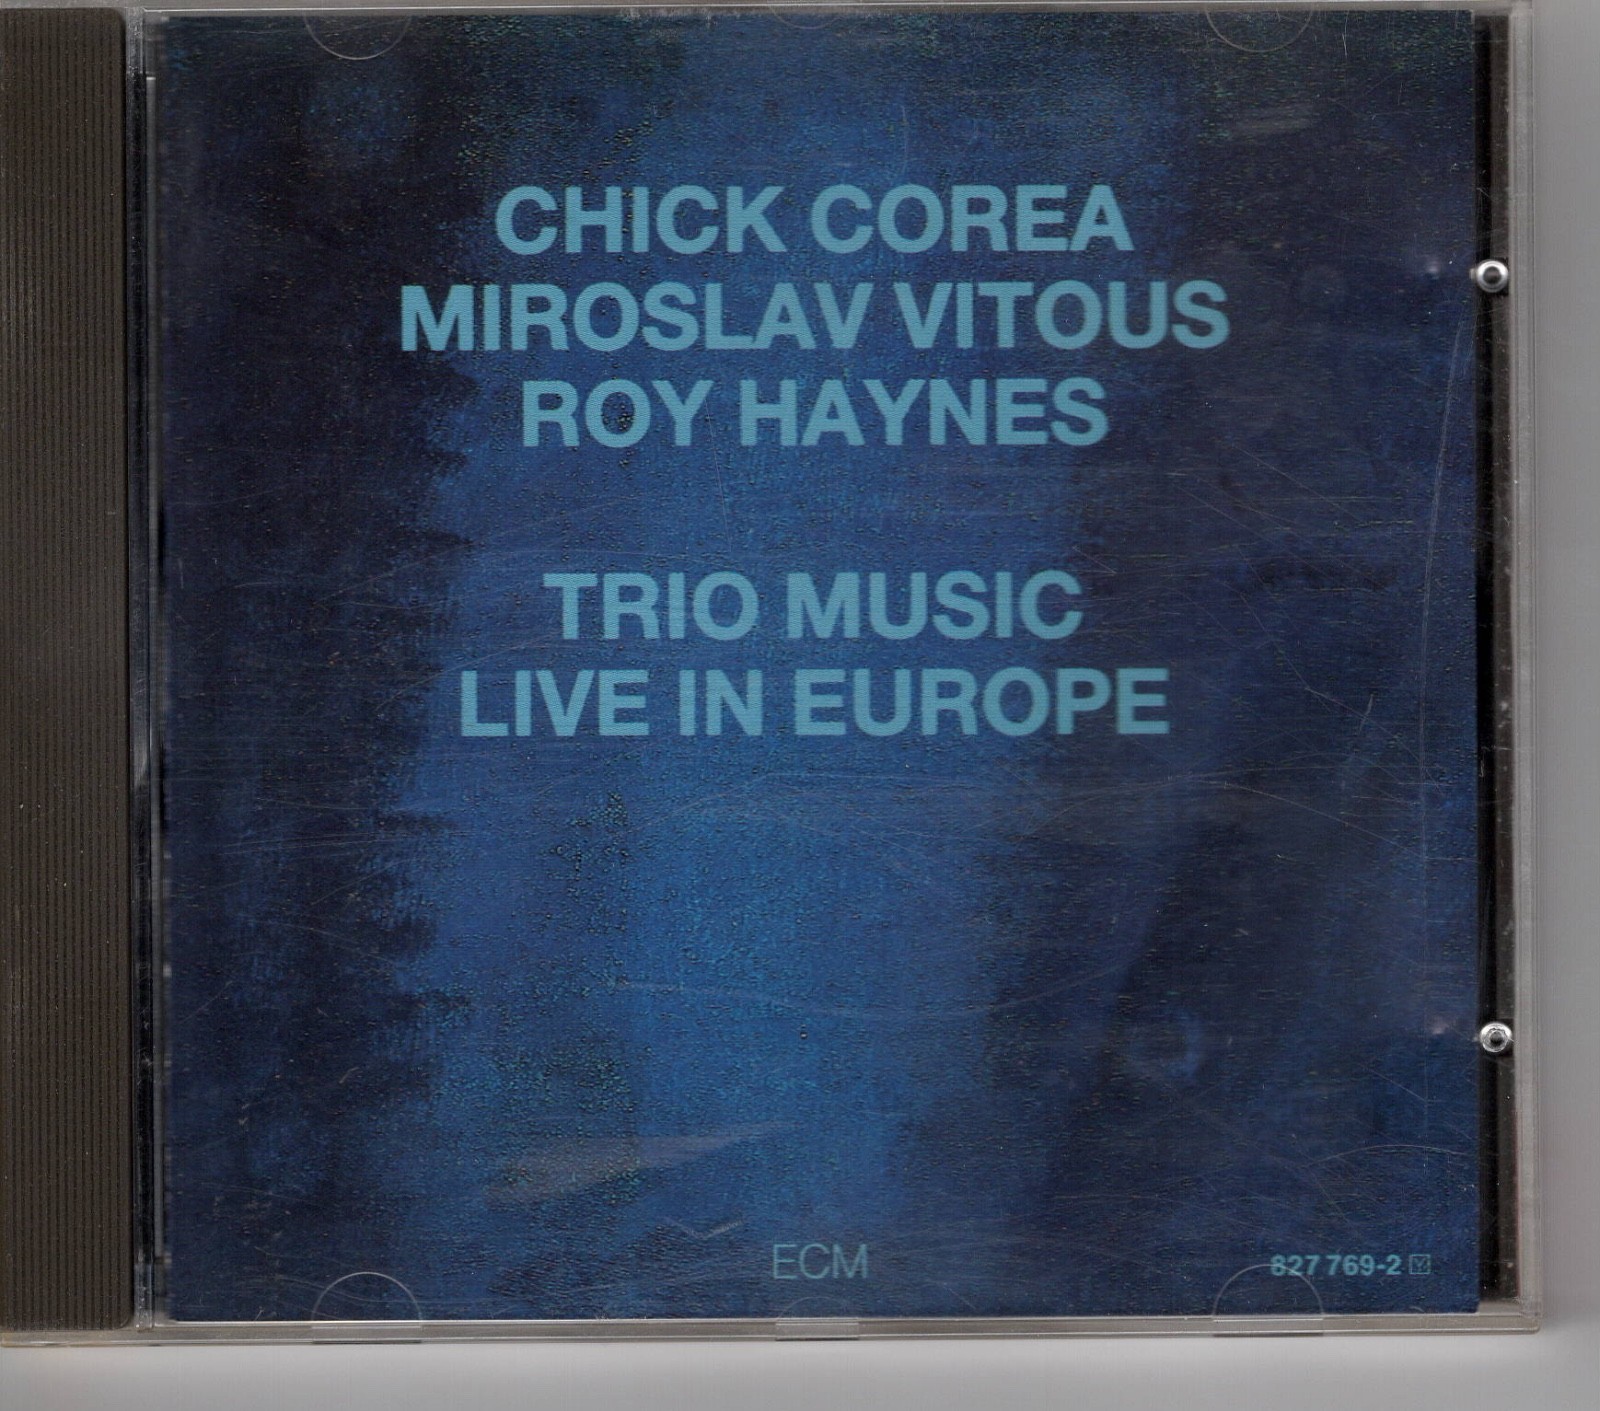 CHICK COREA
MIROSLAV VITOUS
ROY HAYNES
TRIO MUSIC
LIVE IN EUROPE
ECM
827 769-2 Y